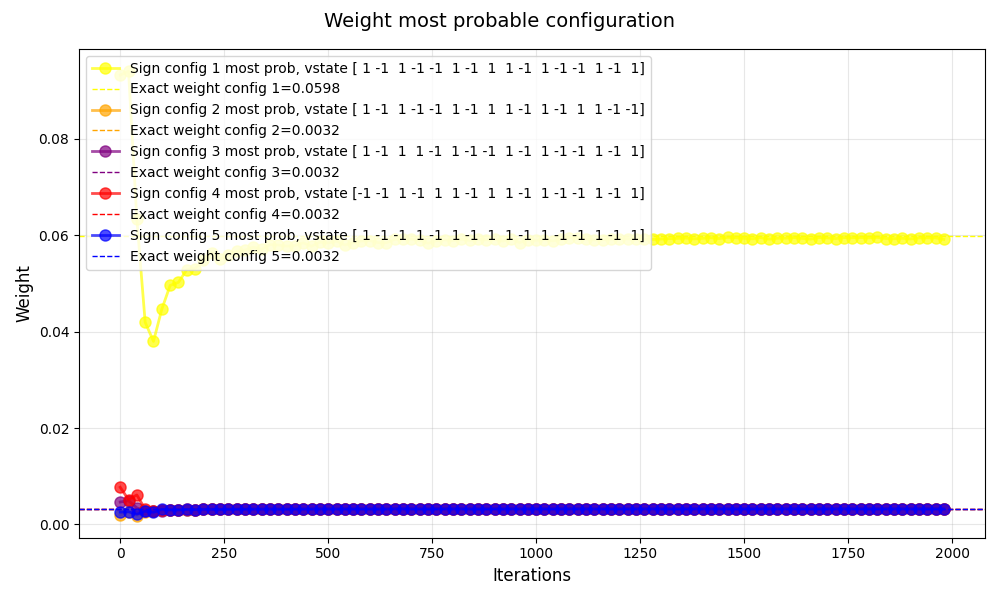 Weight most probable configuration
Sign config 1 most prob, vstate [ 1 -1  1 -1 -1  1 -1  1  1 -1  1 -1 -1  1 -1  1]
Exact weight config 1=0.0598
Sign config 2 most prob, vstate [ 1 -1  1 -1 -1  1 -1  1  1 -1  1 -1  1  1 -1 -1]
Exact weight config 2=0.0032
Sign config 3 most prob, vstate [ 1 -1  1  1 -1  1 -1 -1  1 -1  1 -1 -1  1 -1  1]
Exact weight config 3=0.0032
Sign config 4 most prob, vstate [-1 -1  1 -1  1  1 -1  1  1 -1  1 -1 -1  1 -1  1]
Exact weight config 4=0.0032
Sign config 5 most prob, vstate [ 1 -1 -1  1 -1  1 -1  1  1 -1  1 -1 -1  1 -1  1]
Exact weight config 5=0.0032
0.08
0.06
0.04
0.02
0.00
Weight
0 250 500 750 1000 1250 1500 1750 2000
Iterations